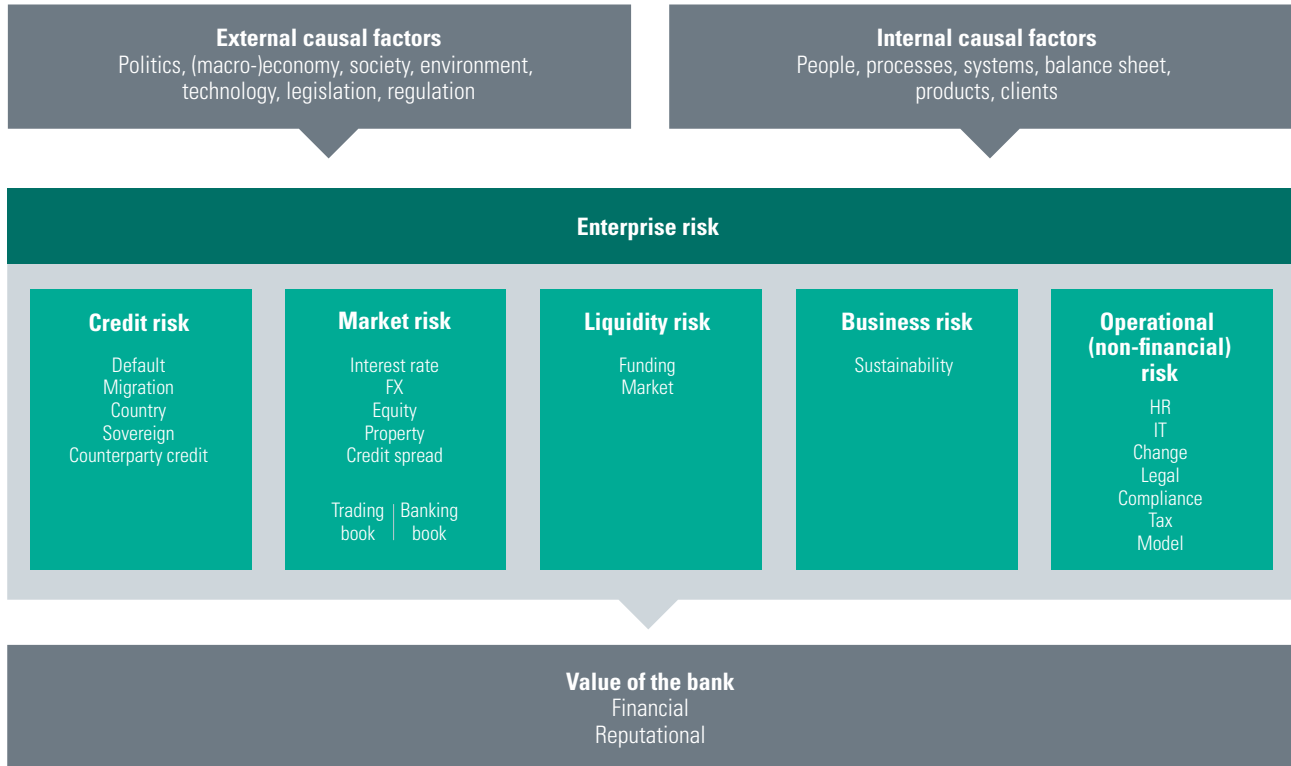 External causal factors
Politics, (macro-)economy, society, environment,
technology, legislation, regulation
Internal causal factors
People, processes, systems, balance sheet,
products, clients
Enterprise risk
Credit risk
Default
Migration
Country
Sovereign
Counterparty credit
Market risk
Interest rate
FX
Equity
Property
Credit spread
Trading
book
Banking
book
Liquidity risk
Funding
Market
Business risk
Sustainability
Operational
(non-financial)
risk
HR
IT
Change
Legal
Compliance
Tax
Model
Value of the bank
Financial
Reputational